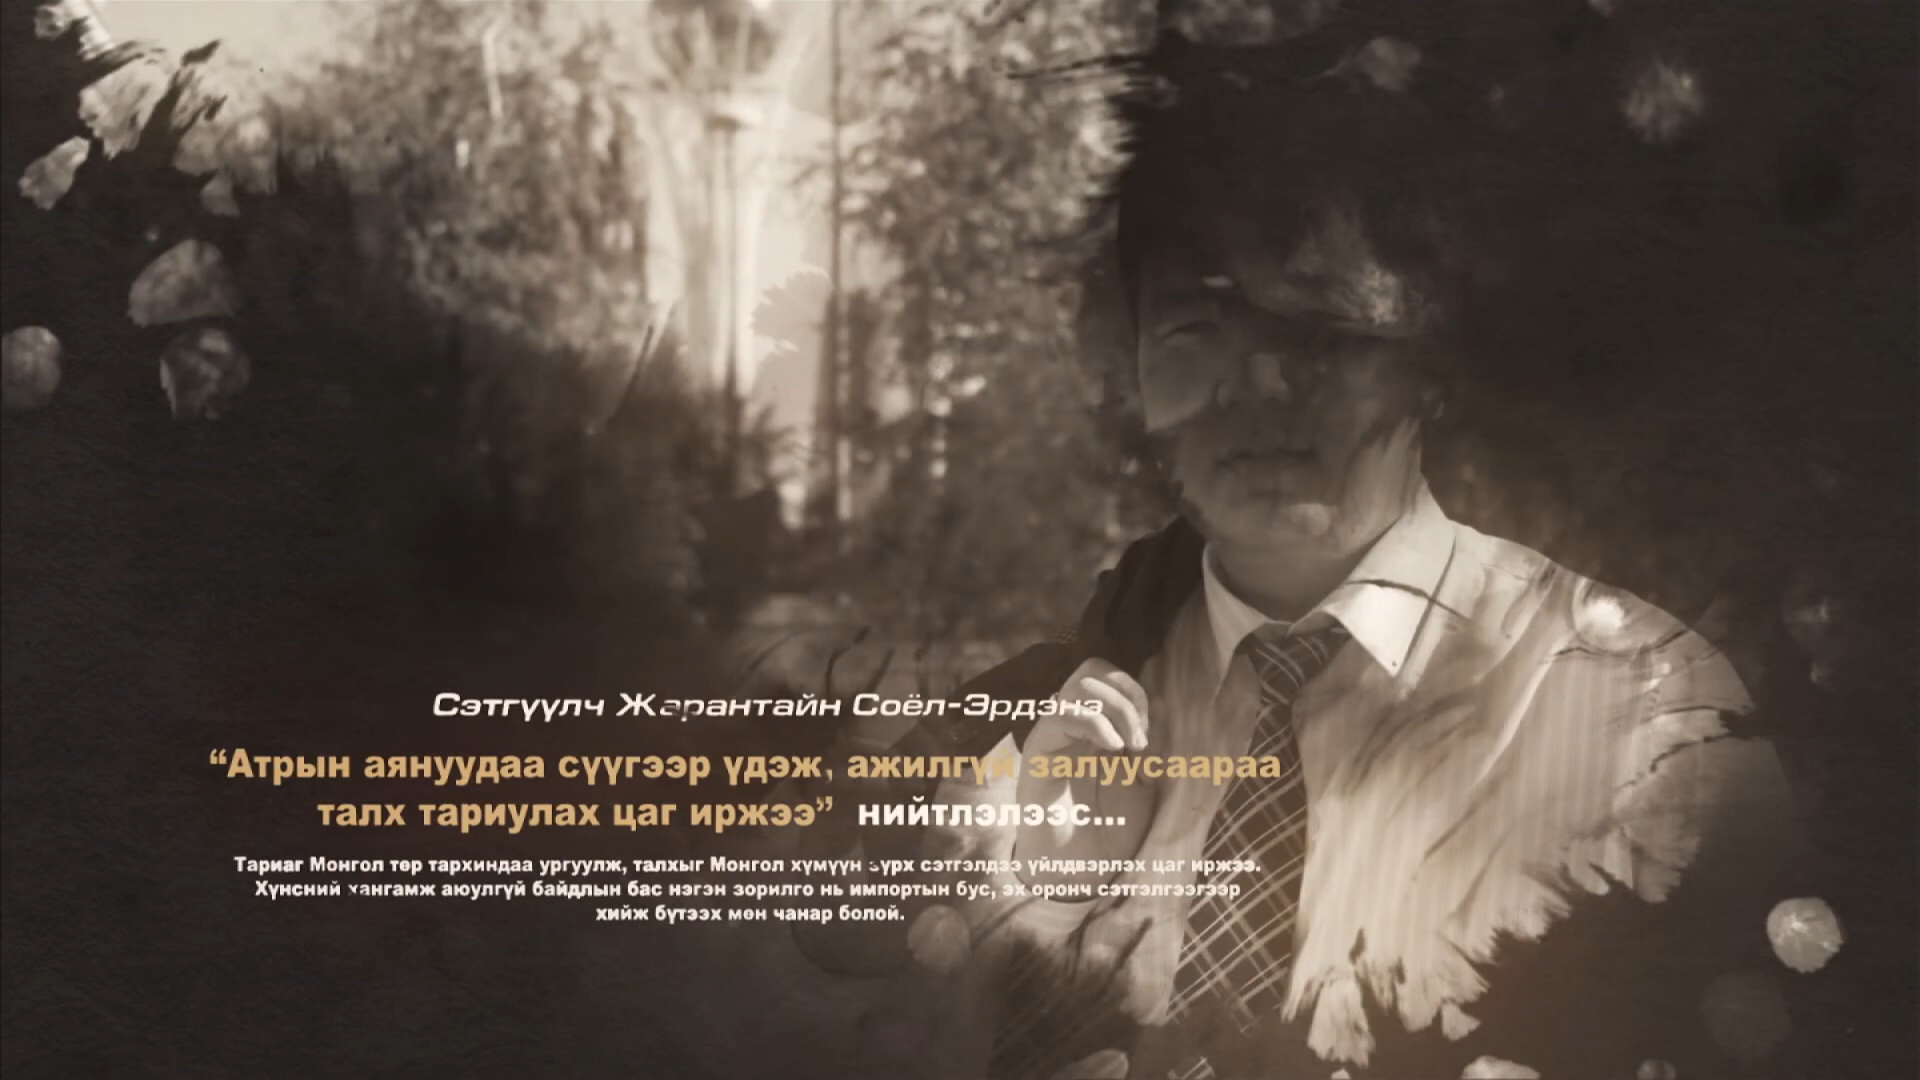 Сэтгүүлч Жарантайн Соёл-Эрдэнэ
“Атрын аянуудаа сүүгээр үдэж, ажилгүй залуусаараа
талх тариулах цаг иржээ” нийтлэлээс...
Тариаг Монгол төр тархиндаа ургуулж, талхыг Монгол хүмүүн зүрх сэтгэлдээ үйлдвэрлэх цаг иржээ.
Хүнсний хангамж аюулгүй байдлын бас нэгэн зорилго нь импортын бус, эх оронч сэтгэлгээгээр
хийж бүтээх мөн чанар болой.